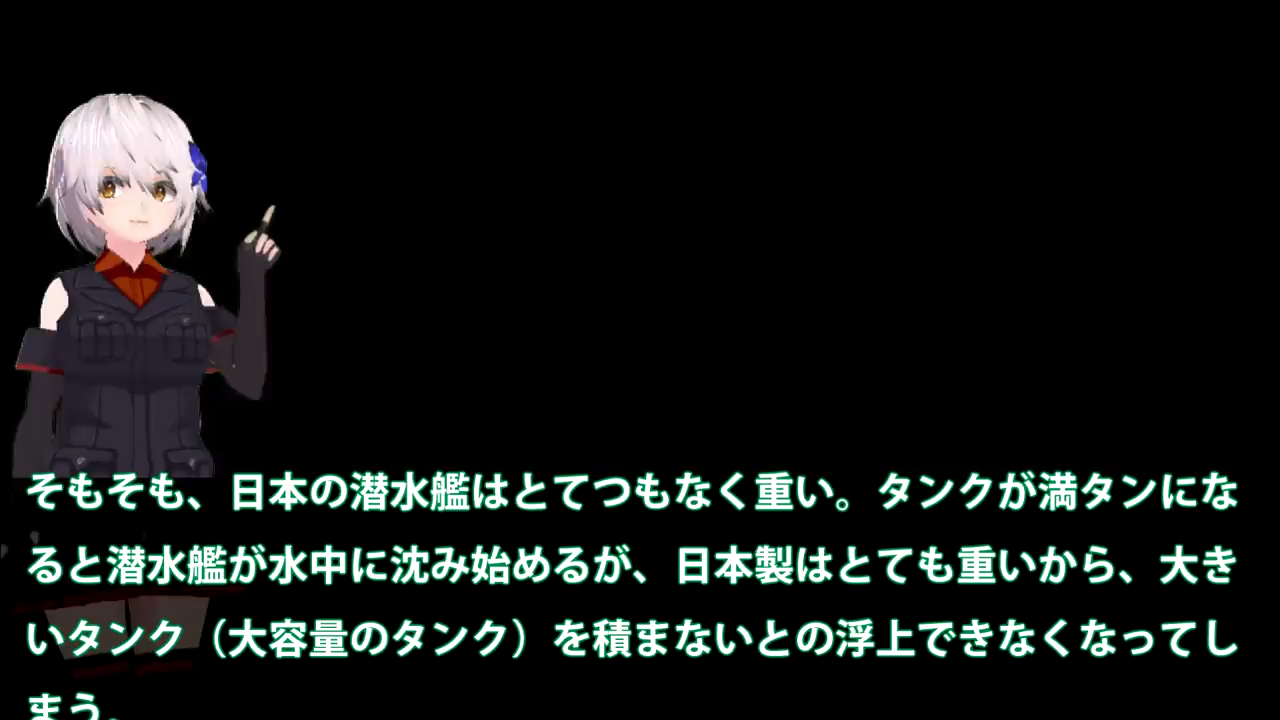 そもそも、日本の潜水艦はとてつもなく重い。タンクが満タンにな
ると潜水艦が水中に沈み始めるが、日本製はとても重いから、大き
いタンク（大容量のタンク）を積まないとの浮上できなくなってし
まう。